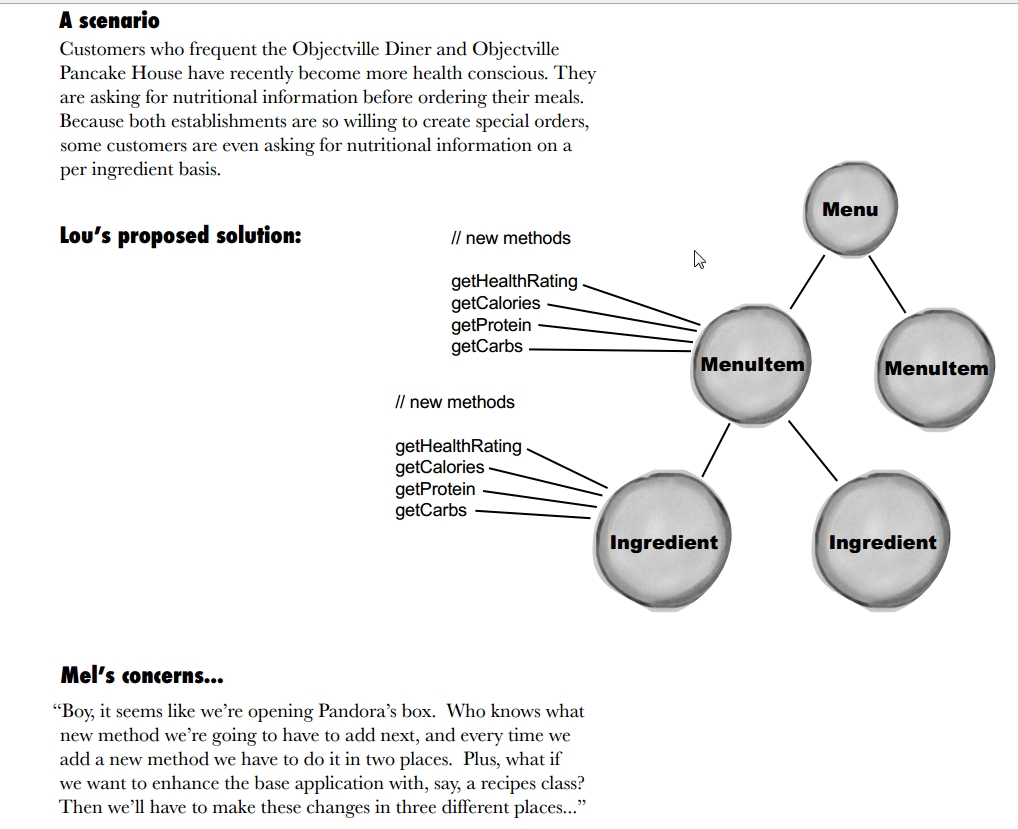 A scenario
Customers who frequent the Objectville Diner and Objectville
Pancake House have recently become more health conscious. They
are asking for nutritional information before ordering their meals.
Because both establishments are so willing to create special orders,
some customers are even asking for nutritional information on a
per ingredient basis.
Lou's proposed solution:
// new methods
getHealthRating
getCalories
getProtein
getCarbs
Menu
MenuItem
MenuItem
// new methods
getHealthRating
getCalories
getProtein
getCarbs
Ingredient
Ingredient
Mel's concerns...
“Boy, it seems like we're opening Pandora's box.  Who knows what
new method we're going to have to add next, and every time we
add a new method we have to do it in two places.  Plus, what if
we want to enhance the base application with, say, a recipes class?
Then we'll have to make these changes in three different places...”